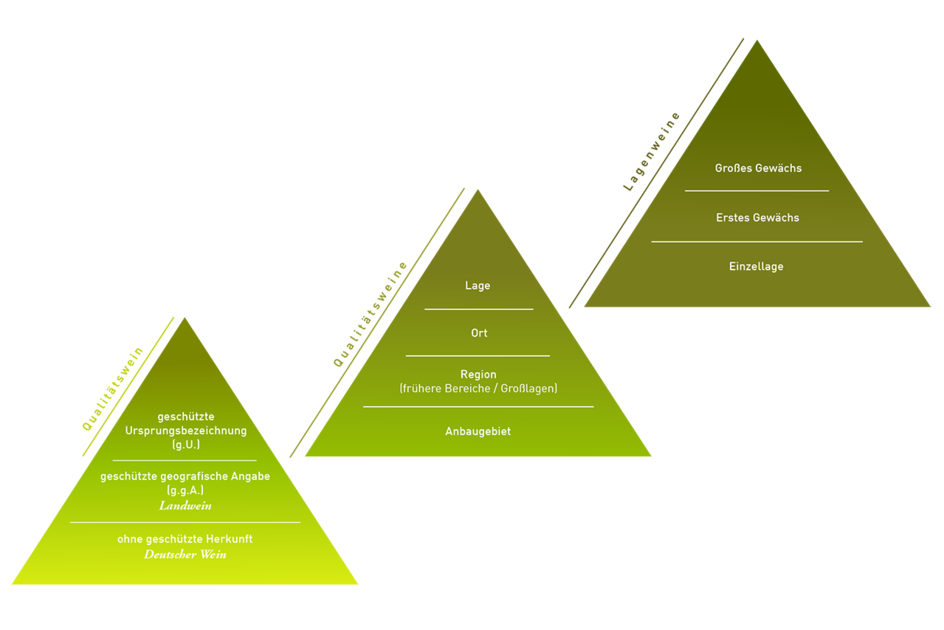 Qualitätswein
geschützte
Ursprungsbezeichnung
(g.U.)
geschützte geografische Angabe
(g.g.A.)
Landwein
ohne geschützte Herkunft
Deutscher Wein
Qualitätsweine
Lage
Ort
Region
(frühere Bereiche / Großlagen)
Anbaugebiet
Lagenweine
Großes Gewächs
Erstes Gewächs
Einzellage